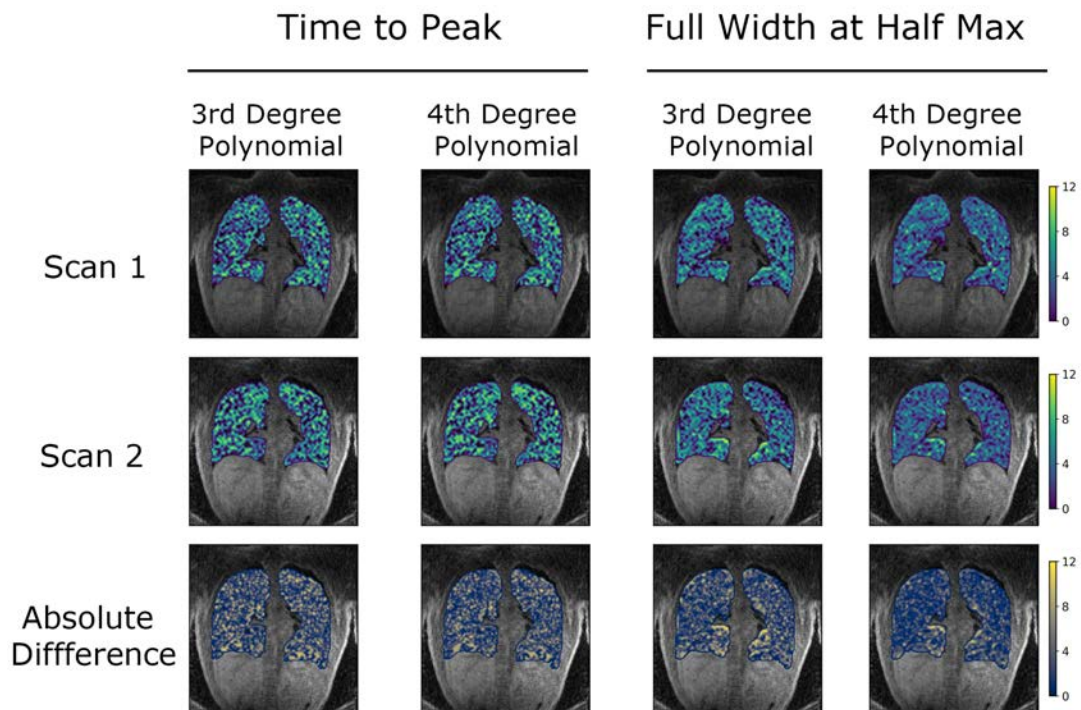 Time to Peak
Full Width at Half Max
3rd Degree
Polynomial
4th Degree
Polynomial
3rd Degree
Polynomial
4th Degree
Polynomial
Scan 1
12
8
4
0
Scan 2
12
8
4
0
Absolute
Diffference
12
8
4
0